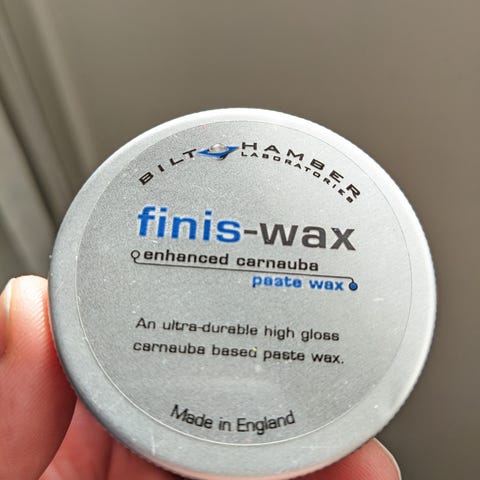 BILT HAMBER
LABORATORIES
finis-wax
enhanced carnauba
paste wax
An ultra-durable high gloss
carnauba based paste wax.
Made in England